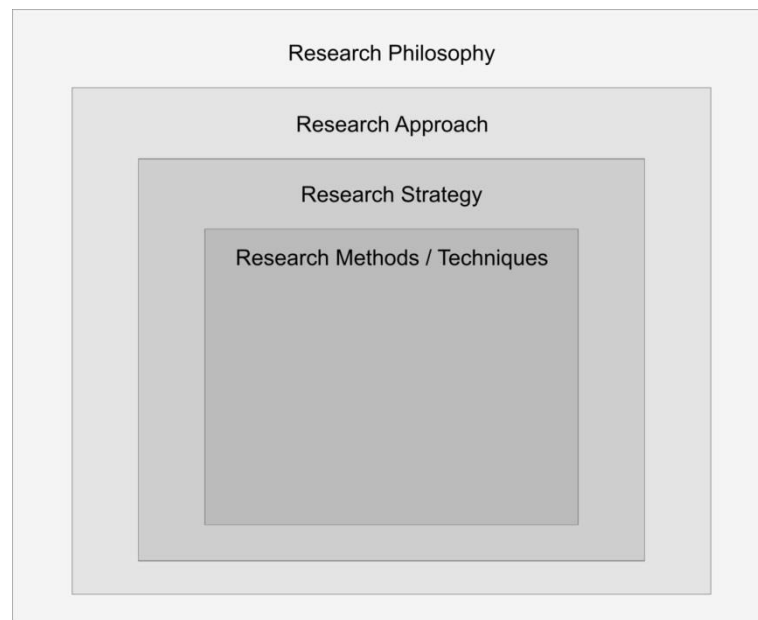 Research Philosophy
Research Approach
Research Strategy
Research Methods / Techniques